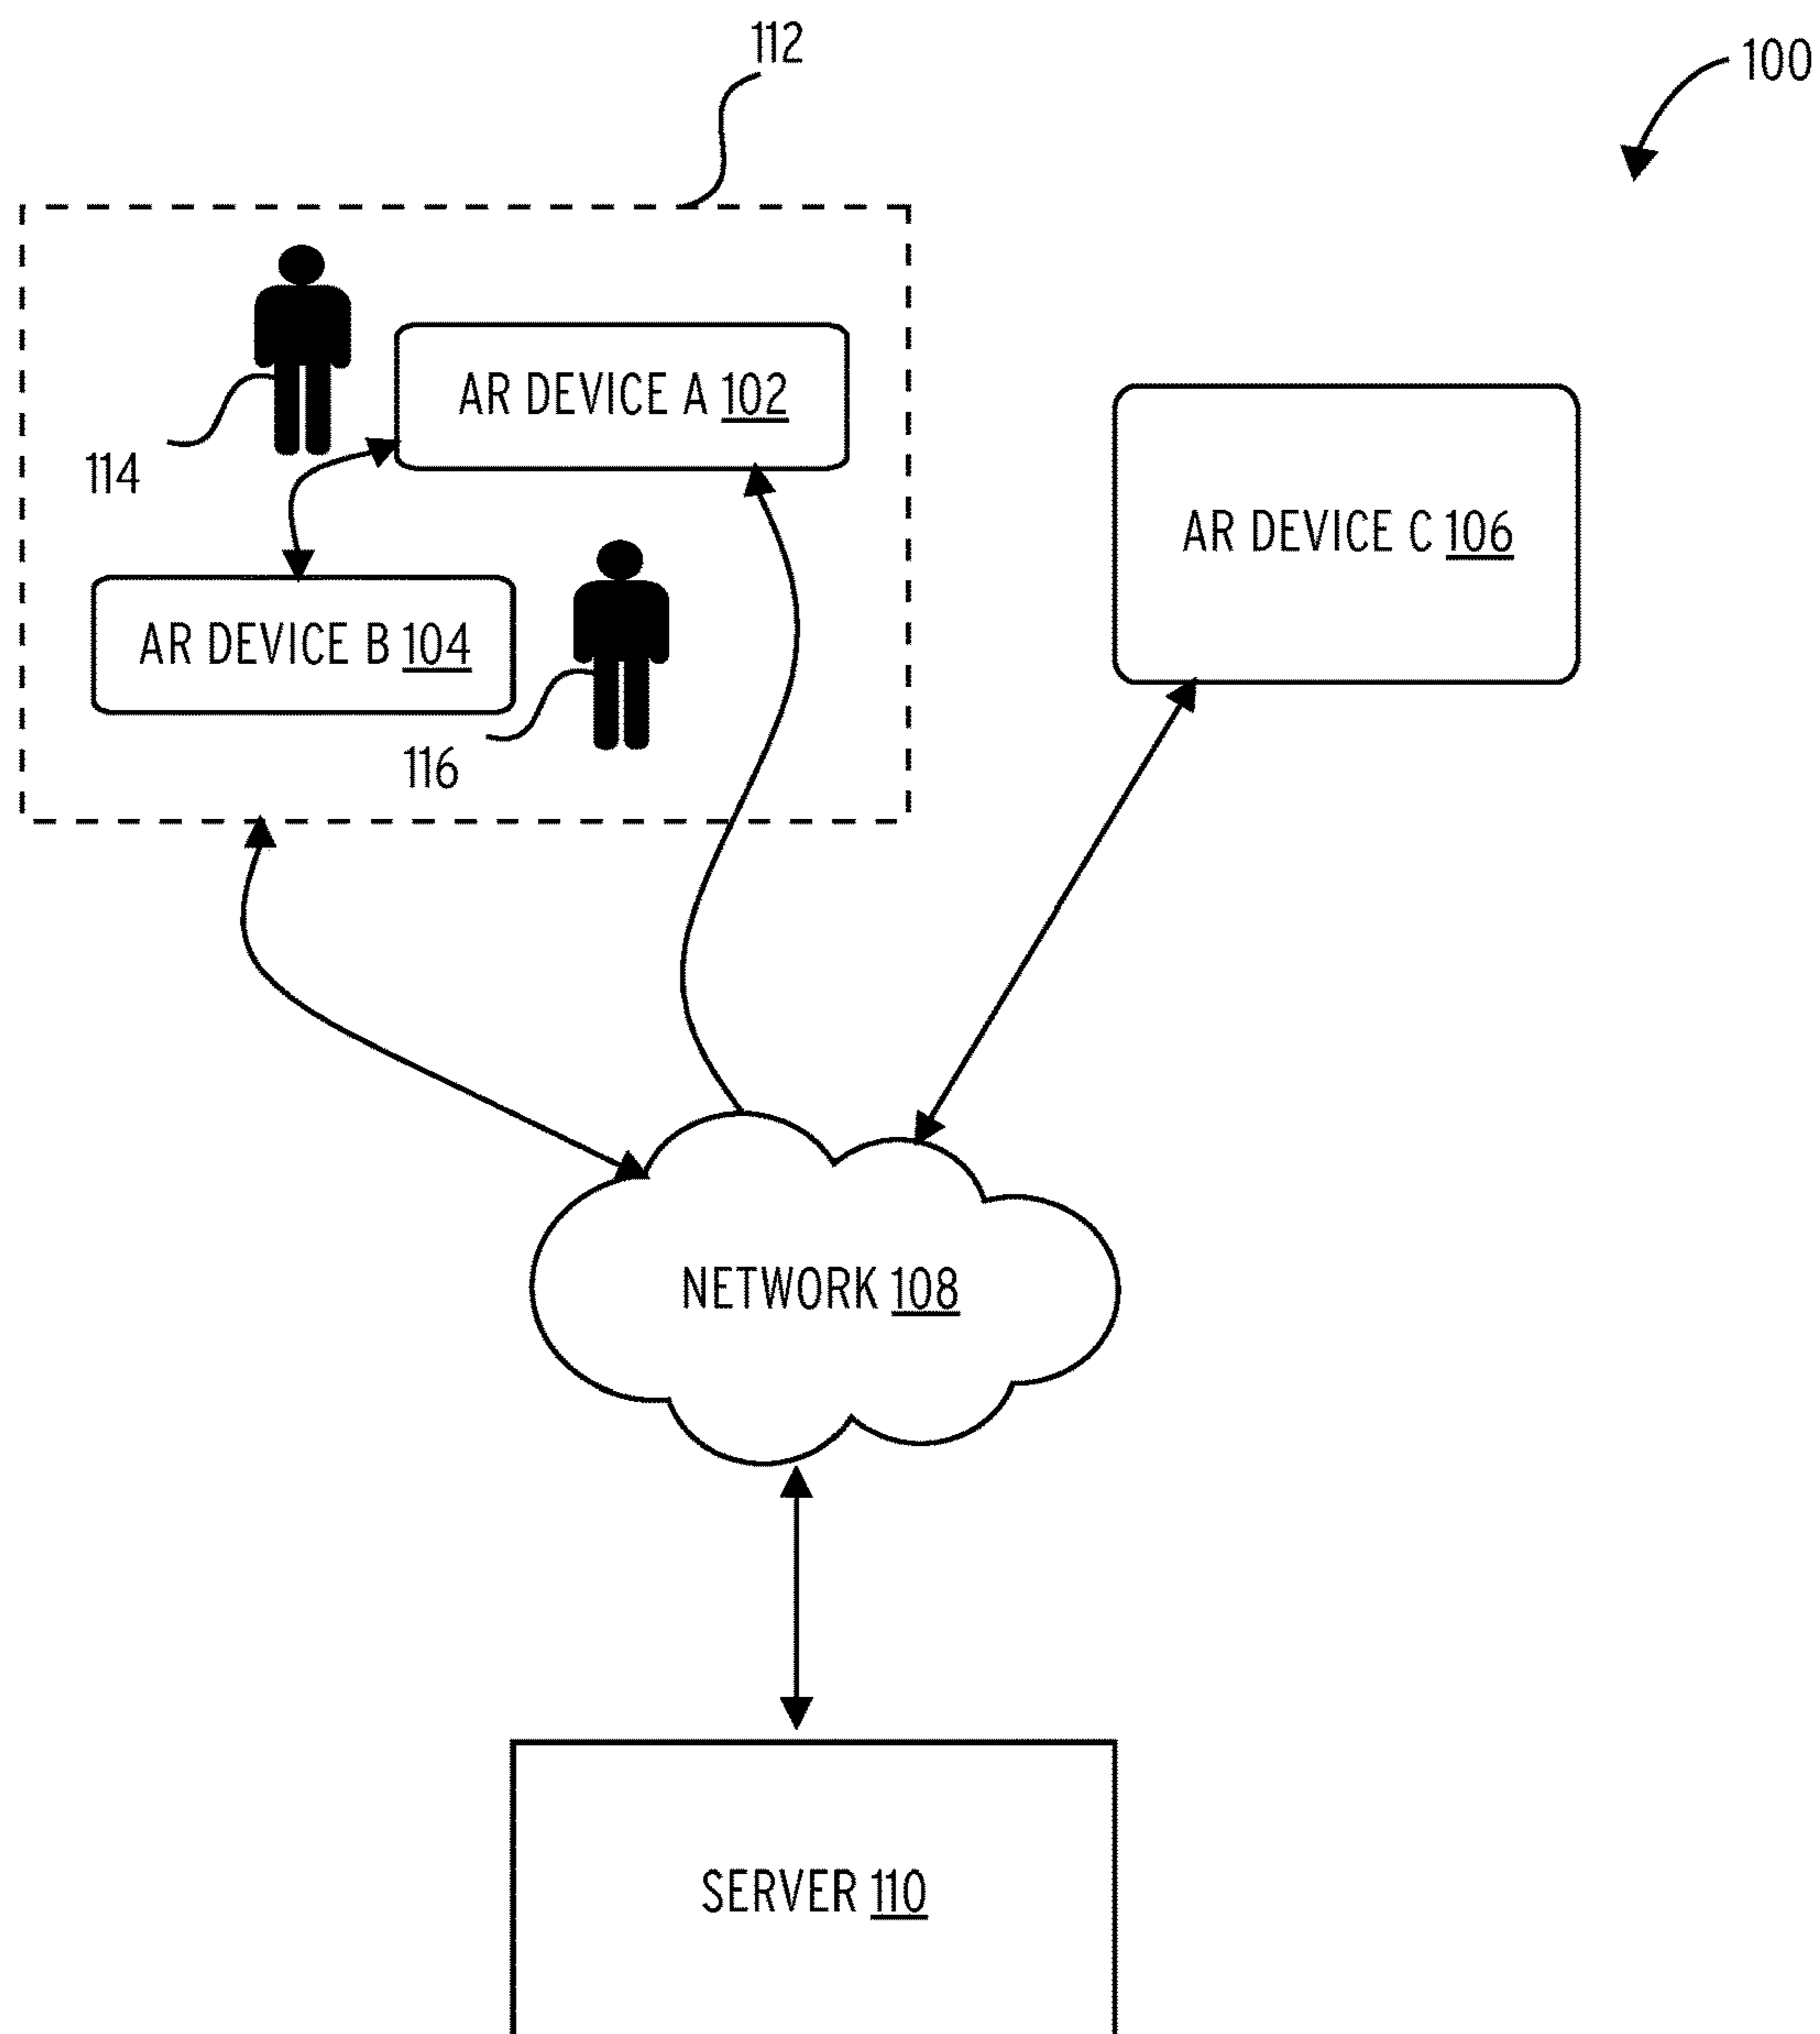 112
100
AR DEVICE A 102
114
AR DEVICE C 106
AR DEVICE B 104
116
NETWORK 108
SERVER 110